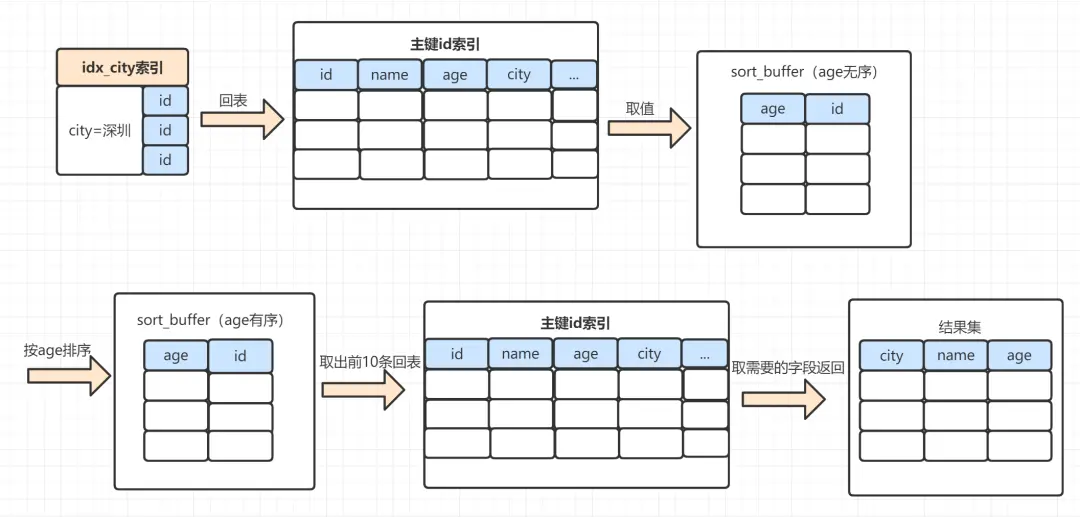 idx_city索引
city=深圳
id
id
id
回表
主键id索引
id name age city ...
取值
sort_buffer（age无序）
age id
按age排序
sort_buffer（age有序）
age id
取出前10条回表
主键id索引
id name age city ...
取需要的字段返回
结果集
city name age